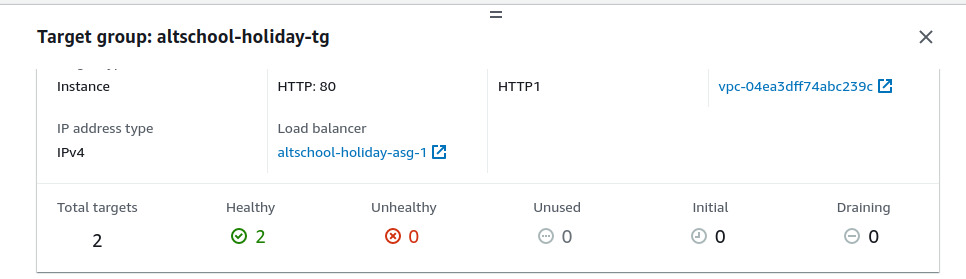 Target group: altschool-holiday-tg
Instance
HTTP: 80
HTTP1
vpc-04ea3dff74abc239c
IP address type
Load balancer
IPv4
altschool-holiday-asg-1
Total targets
Healthy
Unhealthy
Unused
Initial
Draining
2
2
0
0
0
0